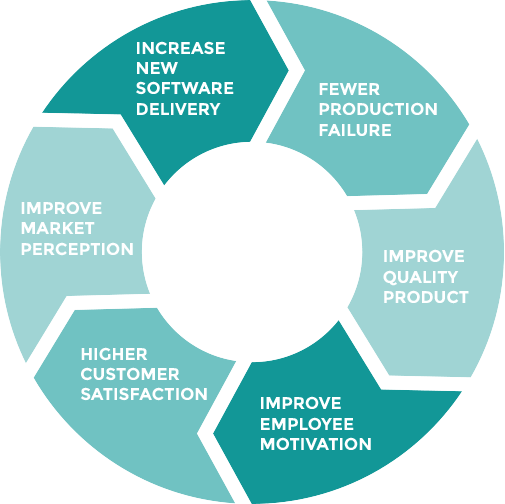 INCREASE
NEW
SOFTWARE
DELIVERY
FEWER
PRODUCTION
FAILURE
IMPROVE
QUALITY
PRODUCT
IMPROVE
EMPLOYEE
MOTIVATION
HIGHER
CUSTOMER
SATISFACTION
IMPROVE
MARKET
PERCEPTION